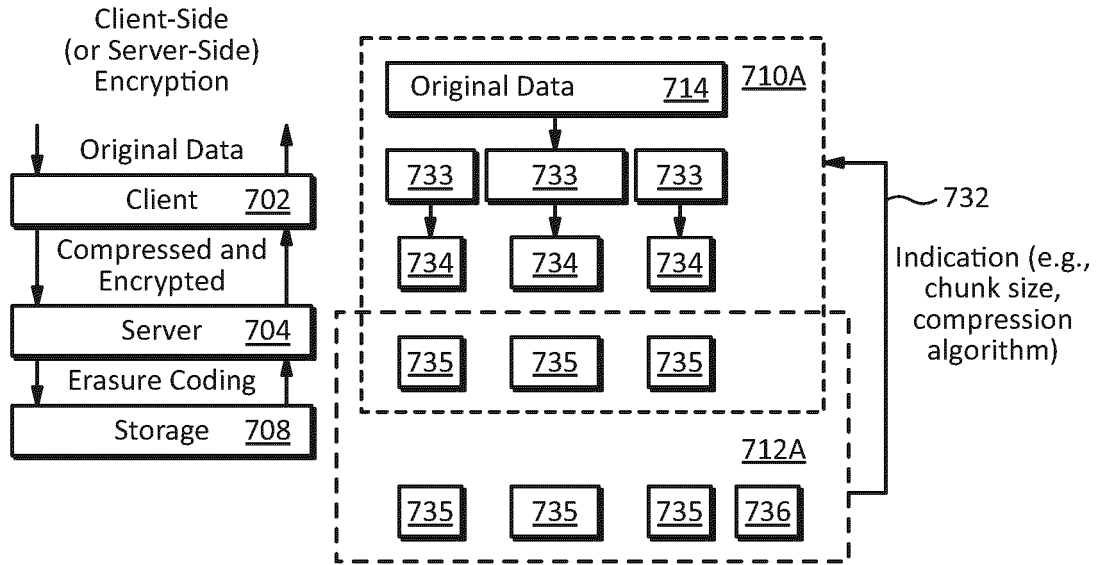 Client-Side
(or Server-Side)
Encryption
Original Data
Client 702
Compressed and
Encrypted
Server 704
Erasure Coding
Storage 708
710A
Original Data 714
733 733 733
734 734 734
735 735 735
712A
735 735 735 736
732
Indication (e.g.,
chunk size,
compression
algorithm)